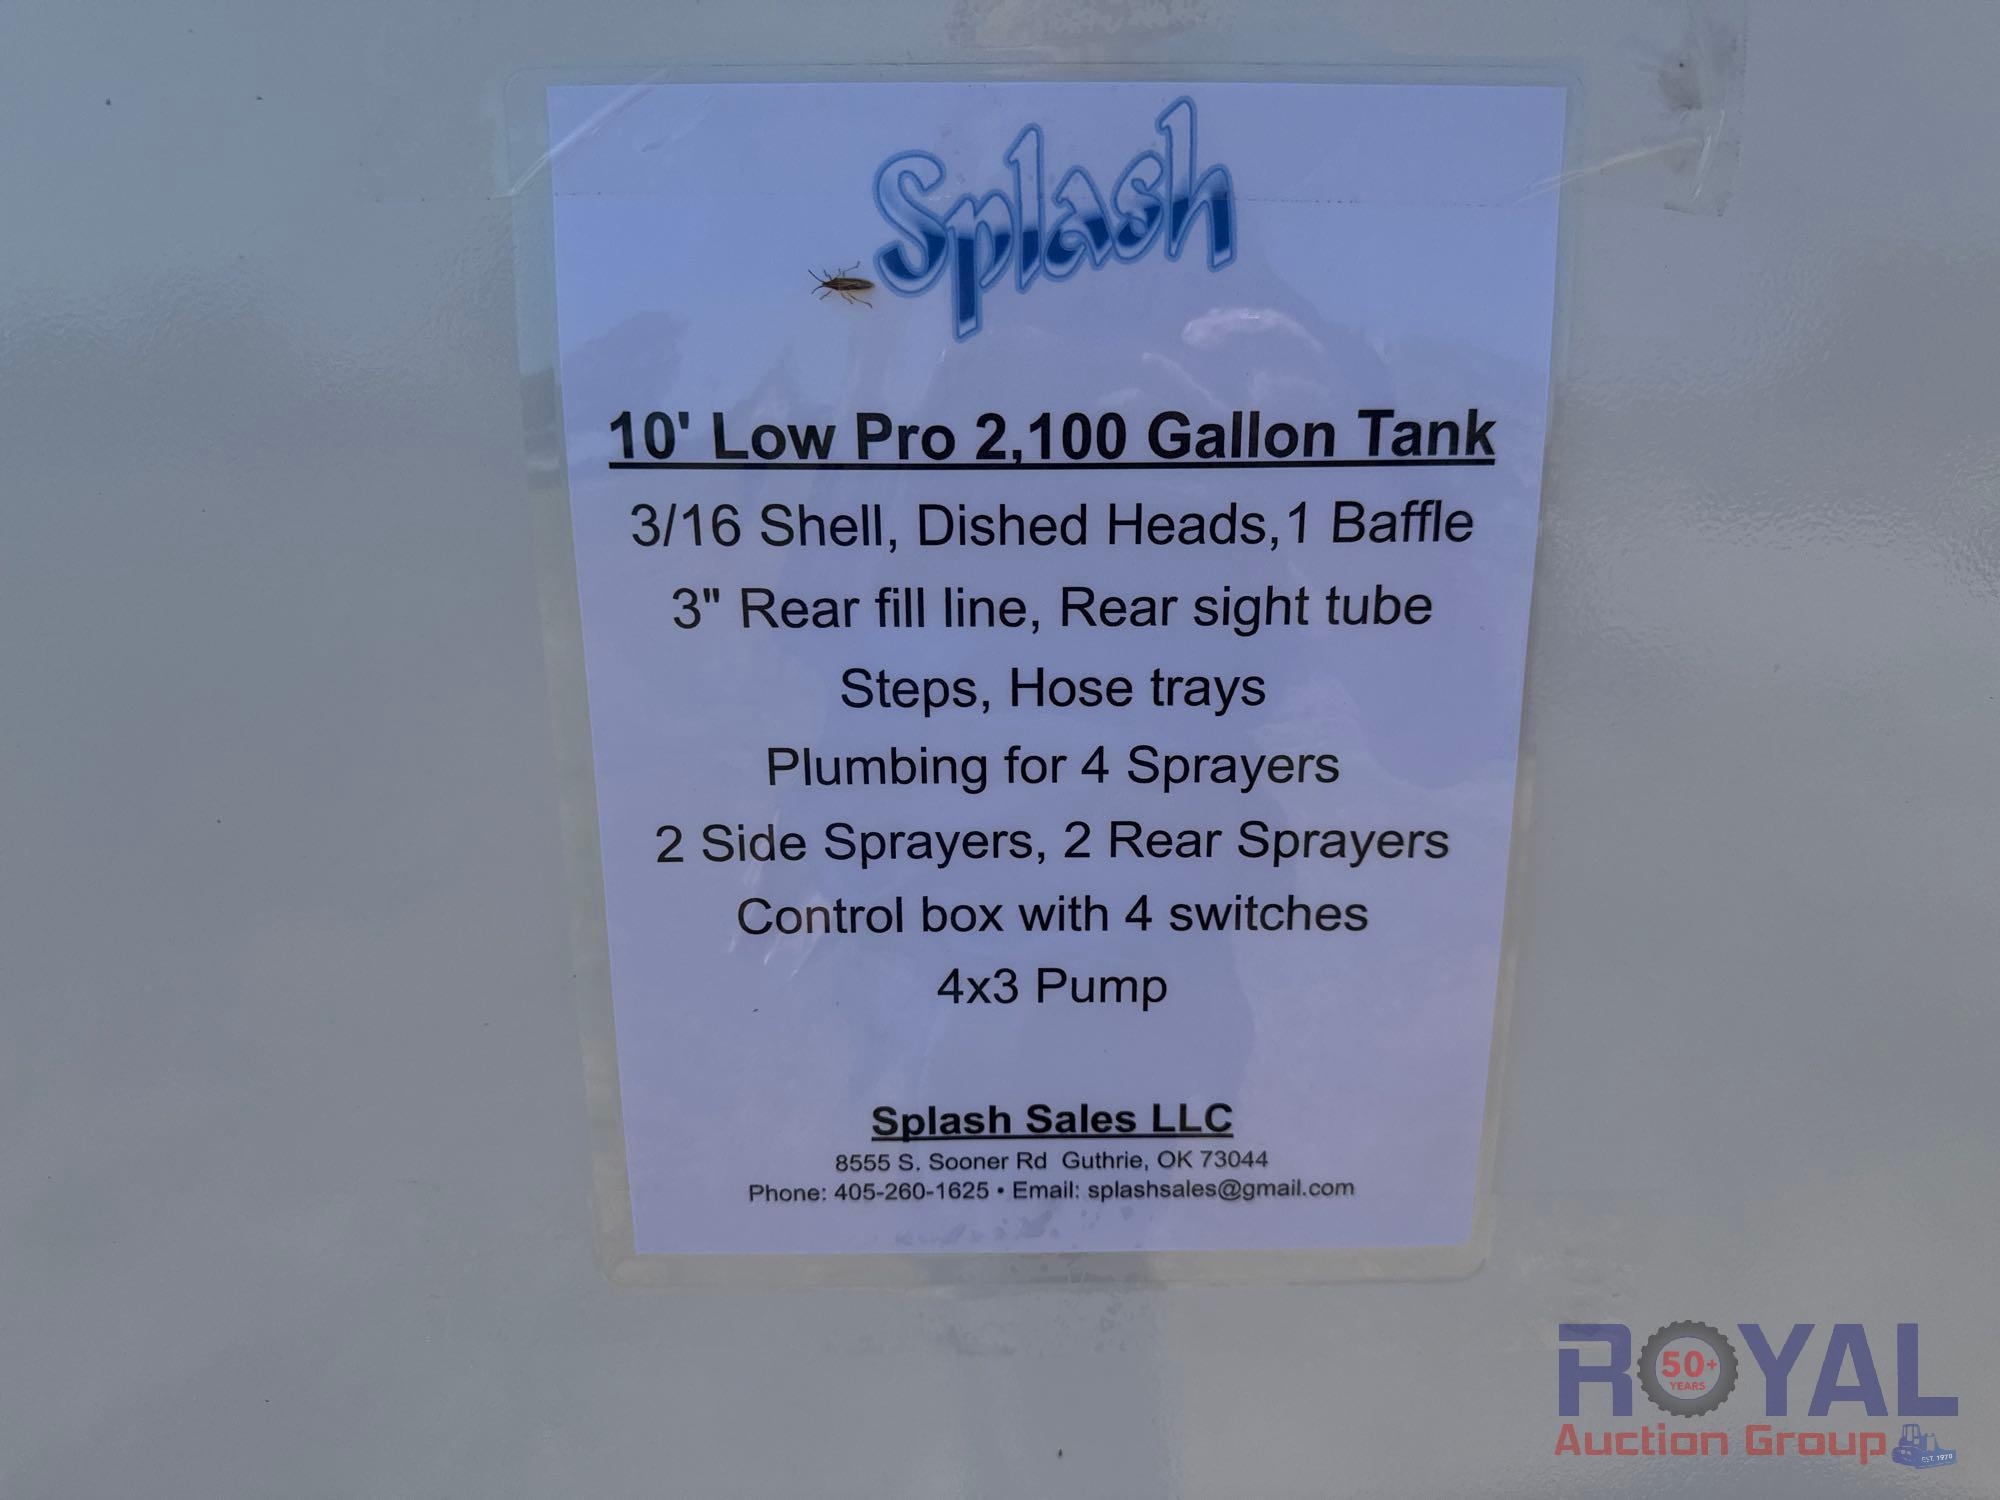 Splash
10' Low Pro 2,100 Gallon Tank
3/16 Shell, Dished Heads,1 Baffle
3" Rear fill line, Rear sight tube
Steps, Hose trays
Plumbing for 4 Sprayers
2 Side Sprayers, 2 Rear Sprayers
Control box with 4 switches
4x3 Pump
Splash Sales LLC
8555 S. Sooner Rd  Guthrie, OK 73044
Phone: 405-260-1625 • Email: splashsales@gmail.com
ROYAL
50+
YEARS
Auction Group
EST. 1970